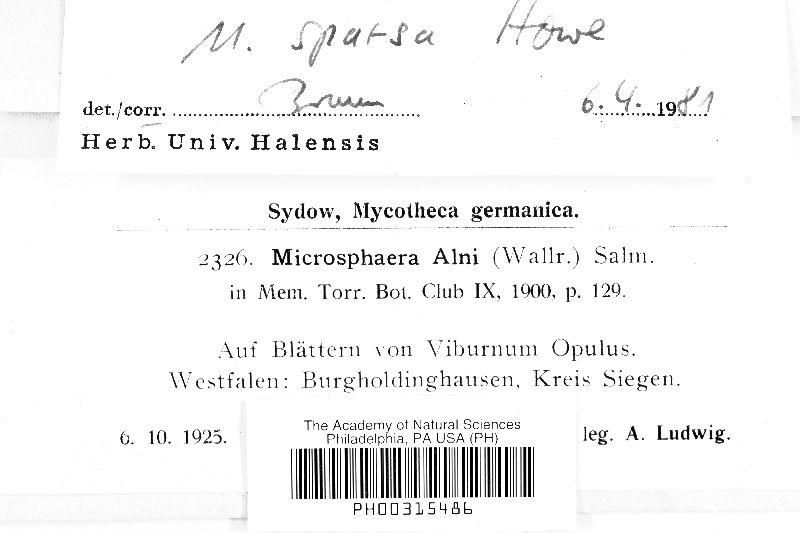 M. sparsa Howe
det./corr. Braun 6. 4. 1981
Herb. Univ. Halensis
Sydow, Mycotheca germanica.
2326. Microsphaera Alni (Wallr.) Salm.
in Mem. Torr. Bot. Club IX, 1900, p. 129.
Auf Blättern von Viburnum Opulus.
Westfalen: Burgholdinghausen, Kreis Siegen.
6. 10. 1925. leg. A. Ludwig.
The Academy of Natural Sciences
Philadelphia, PA USA (PH)
PH00315486